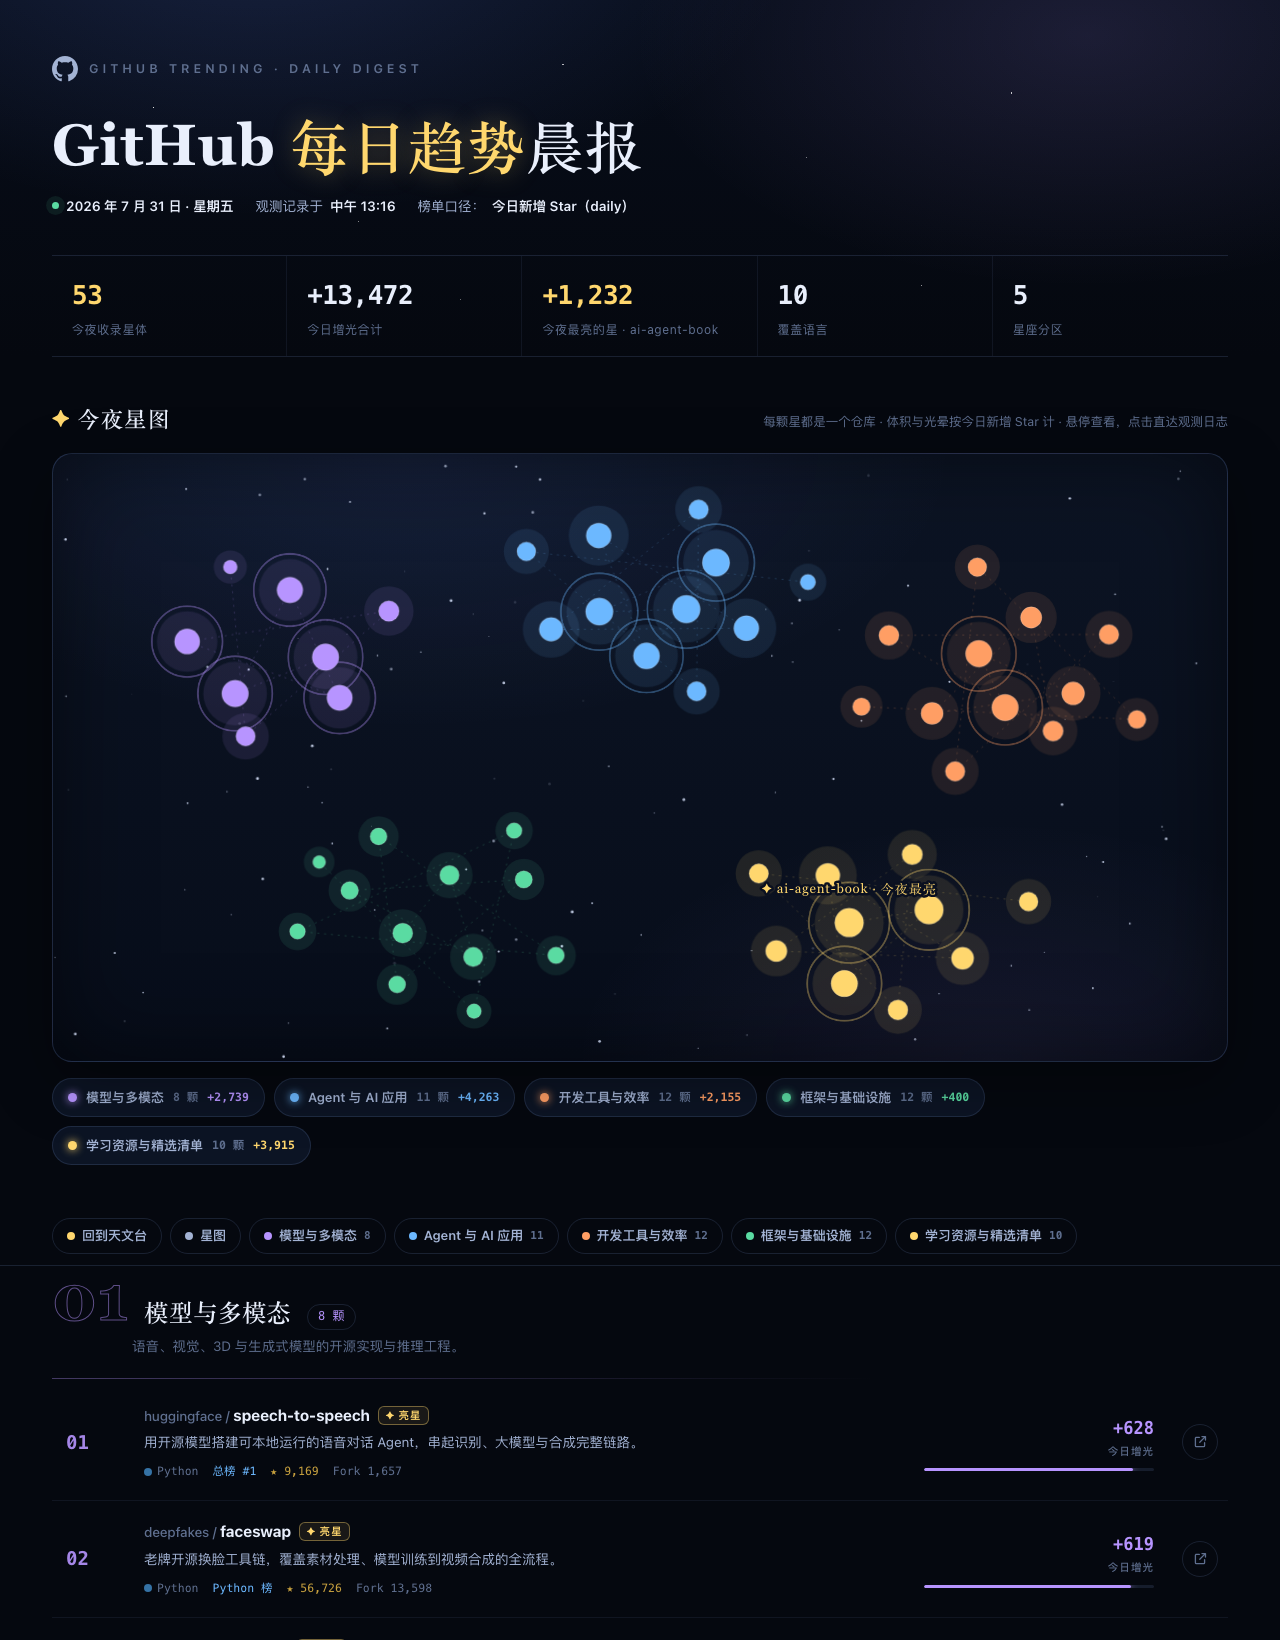 GITHUB TRENDING · DAILY DIGEST
GitHub 每日趋势晨报
2026 年 7 月 31 日 · 星期五 观测记录于 中午 13:16 榜单口径： 今日新增 Star（daily）
53 +13,472 +1,232 10 5
今夜收录星体 今日增光合计 今夜最亮的星 · ai-agent-book 覆盖语言 星座分区
今夜星图
每颗星都是一个仓库 · 体积与光晕按今日新增 Star 计 · 悬停查看，点击直达观测日志
✦ ai-agent-book · 今夜最亮
模型与多模态 8 颗 +2,739 Agent 与 AI 应用 11 颗 +4,263 开发工具与效率 12 颗 +2,155 框架与基础设施 12 颗 +400
学习资源与精选清单 10 颗 +3,915
回到天文台 星图 模型与多模态 8 Agent 与 AI 应用 11 开发工具与效率 12 框架与基础设施 12 学习资源与精选清单 10
01 模型与多模态 8 颗
语音、视觉、3D 与生成式模型的开源实现与推理工程。
huggingface / speech-to-speech ✦ 亮星
01 用开源模型搭建可本地运行的语音对话 Agent，串起识别、大模型与合成完整链路。
Python 总榜 #1 ★ 9,169 Fork 1,657
+628
今日增光
deepfakes / faceswap ✦ 亮星
02 老牌开源换脸工具链，覆盖素材处理、模型训练到视频合成的全流程。
Python Python 榜 ★ 56,726 Fork 13,598
+619
今日增光